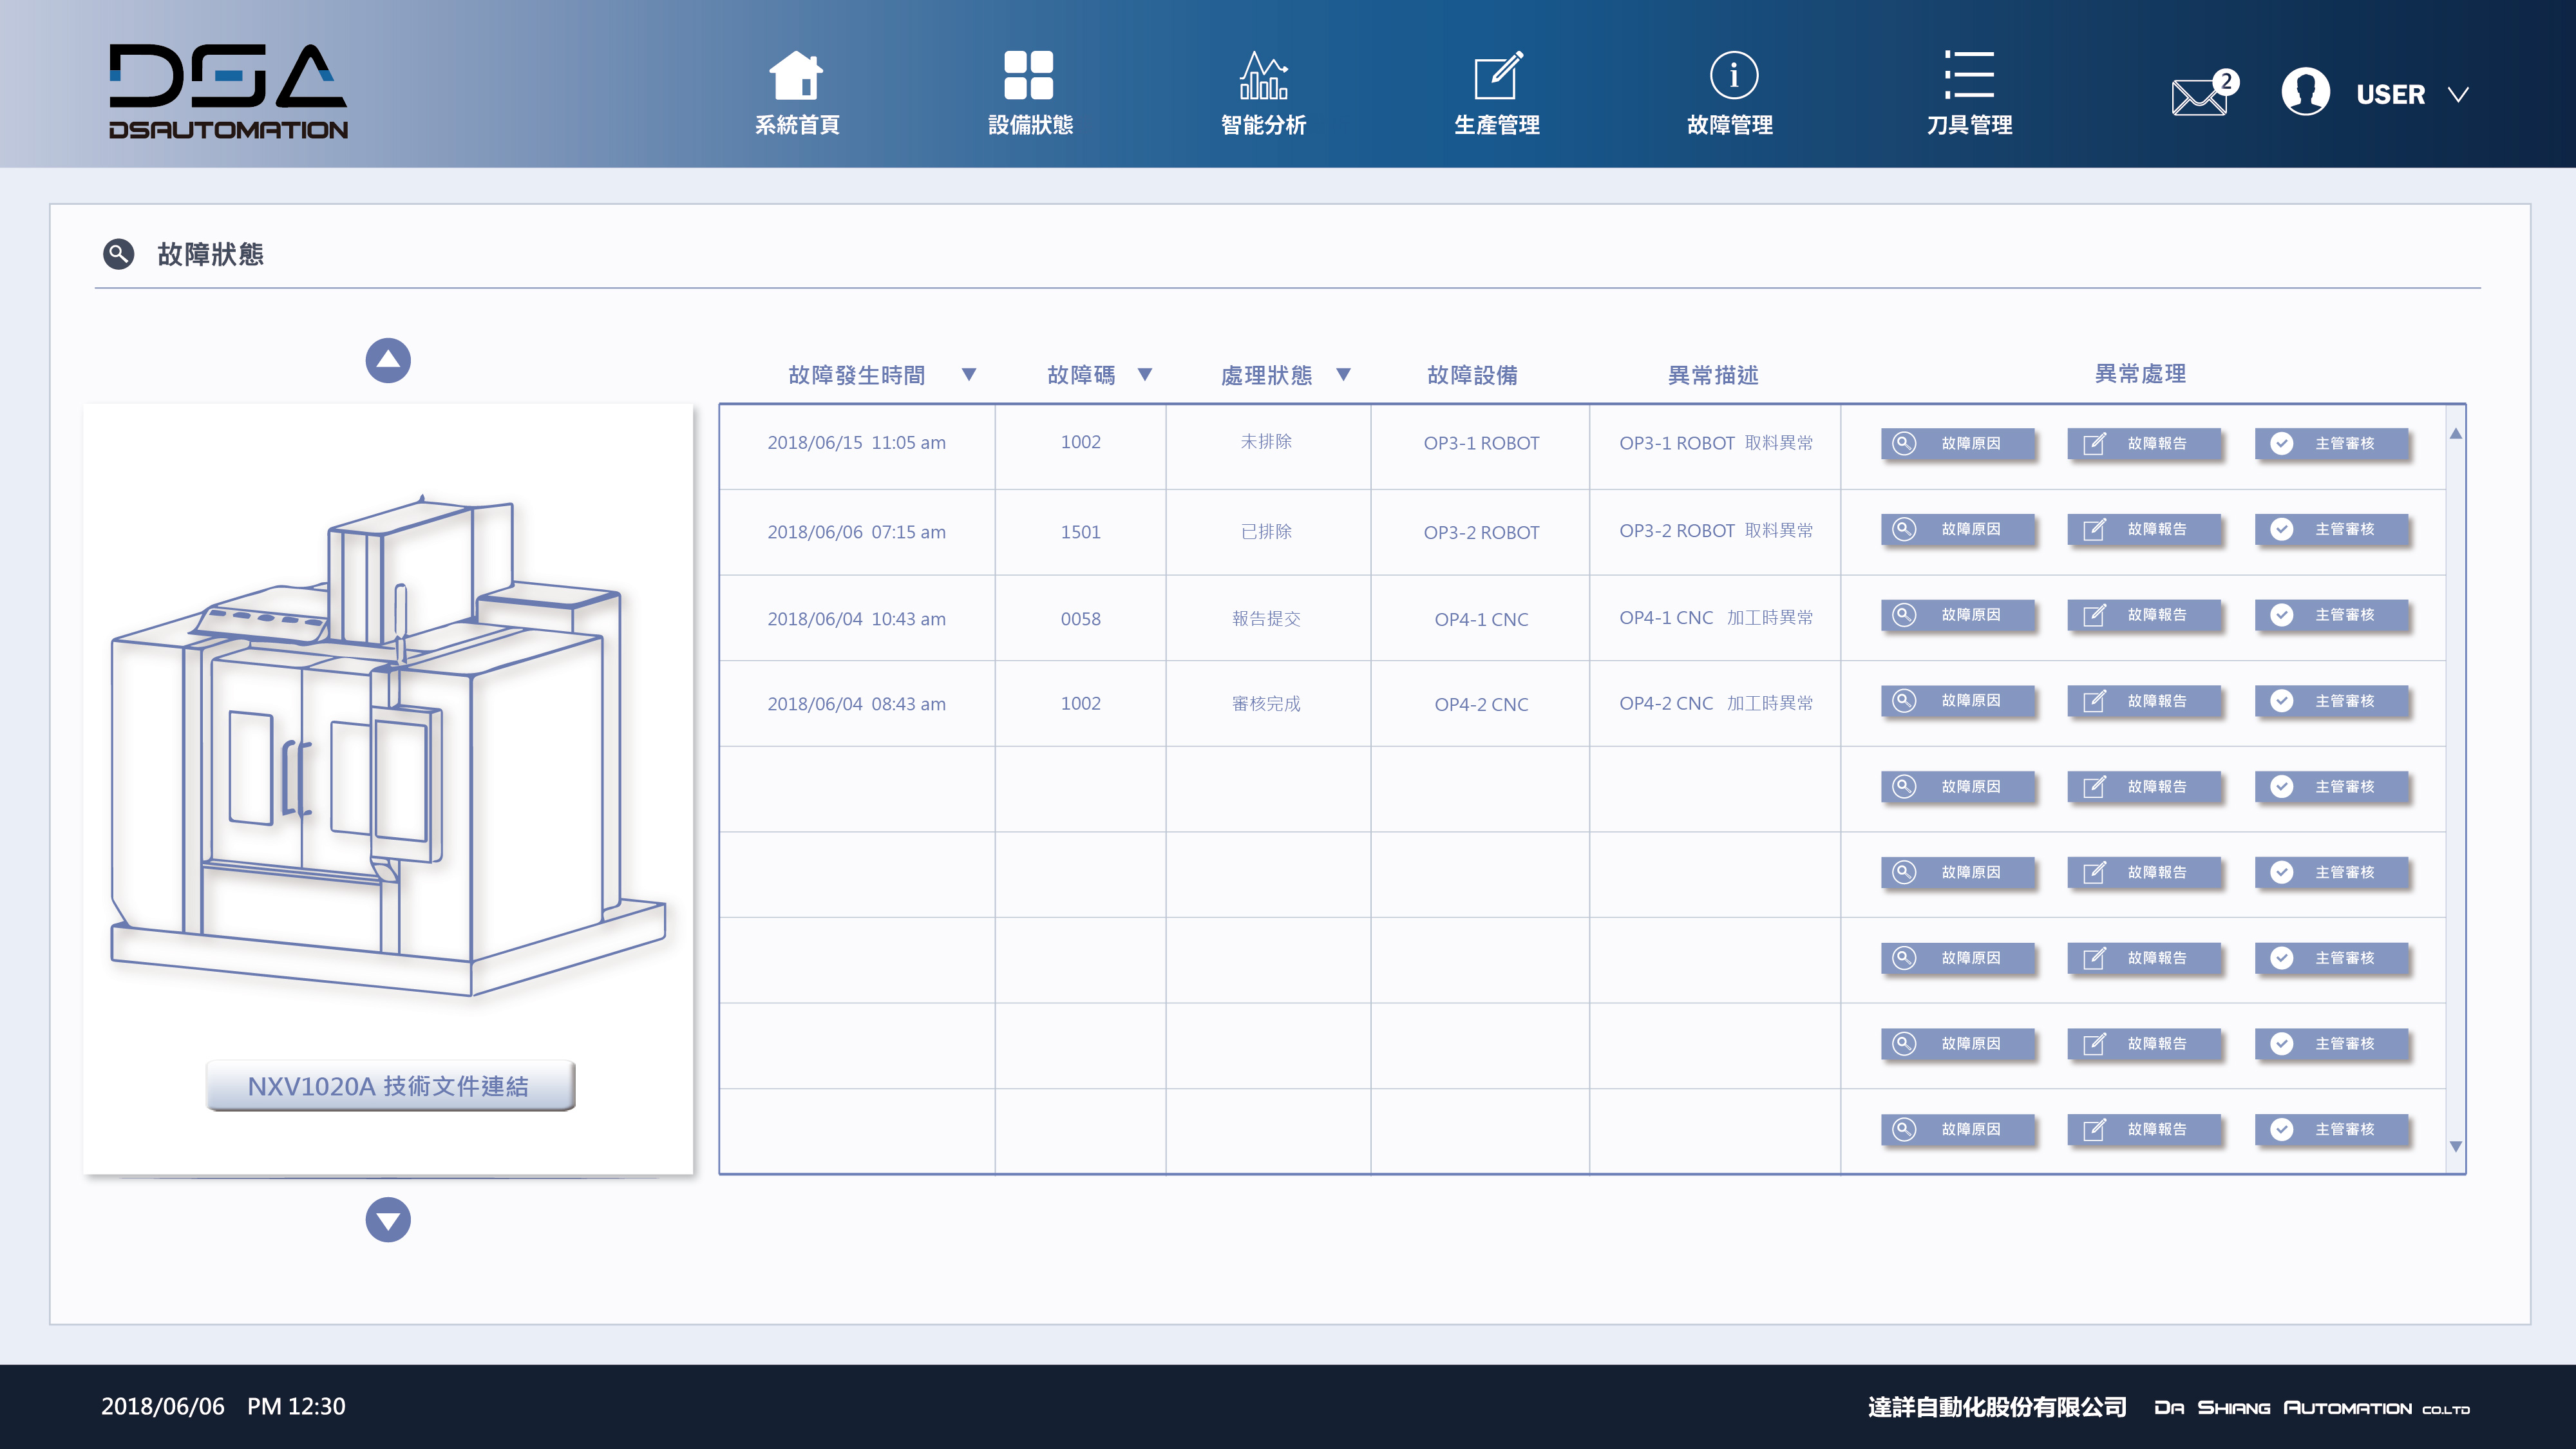 DSA
DSAUTOMATION
系統首頁
設備狀態
智能分析
生產管理
故障管理
刀具管理
2
USER
故障狀態
故障發生時間 ▼ 故障碼 ▼ 處理狀態 ▼ 故障設備 異常描述 異常處理
2018/06/15 11:05 am 1002 未排除 OP3-1 ROBOT OP3-1 ROBOT 取料異常 故障原因 故障報告 主管審核
2018/06/06 07:15 am 1501 已排除 OP3-2 ROBOT OP3-2 ROBOT 取料異常 故障原因 故障報告 主管審核
2018/06/04 10:43 am 0058 報告提交 OP4-1 CNC OP4-1 CNC 加工時異常 故障原因 故障報告 主管審核
2018/06/04 08:43 am 1002 審核完成 OP4-2 CNC OP4-2 CNC 加工時異常 故障原因 故障報告 主管審核
故障原因 故障報告 主管審核
故障原因 故障報告 主管審核
故障原因 故障報告 主管審核
故障原因 故障報告 主管審核
故障原因 故障報告 主管審核
NXV1020A 技術文件連結
2018/06/06 PM 12:30
達詳自動化股份有限公司 DA SHIANG AUTOMATION CO.LTD